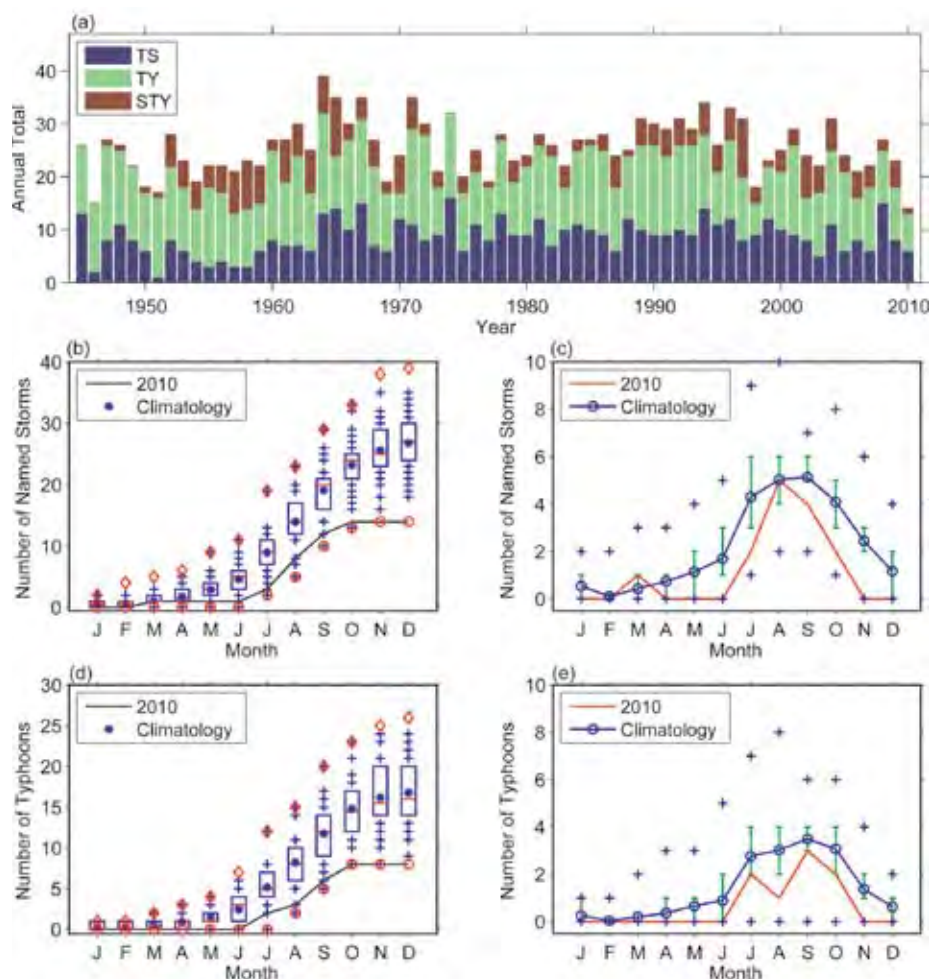 (a)
TS
TY
STY
Annual Total
40
30
20
10
0
1950 1960 1970 1980 1990 2000 2010
Year
(b)
2010
Climatology
Number of Named Storms
40
30
20
10
0
J F M A M J J A S O N D
Month
(c)
2010
Climatology
Number of Named Storms
10
8
6
4
2
0
J F M A M J J A S O N D
Month
(d)
2010
Climatology
Number of Typhoons
30
25
20
15
10
5
0
J F M A M J J A S O N D
Month
(e)
2010
Climatology
Number of Typhoons
10
8
6
4
2
0
J F M A M J J A S O N D
Month